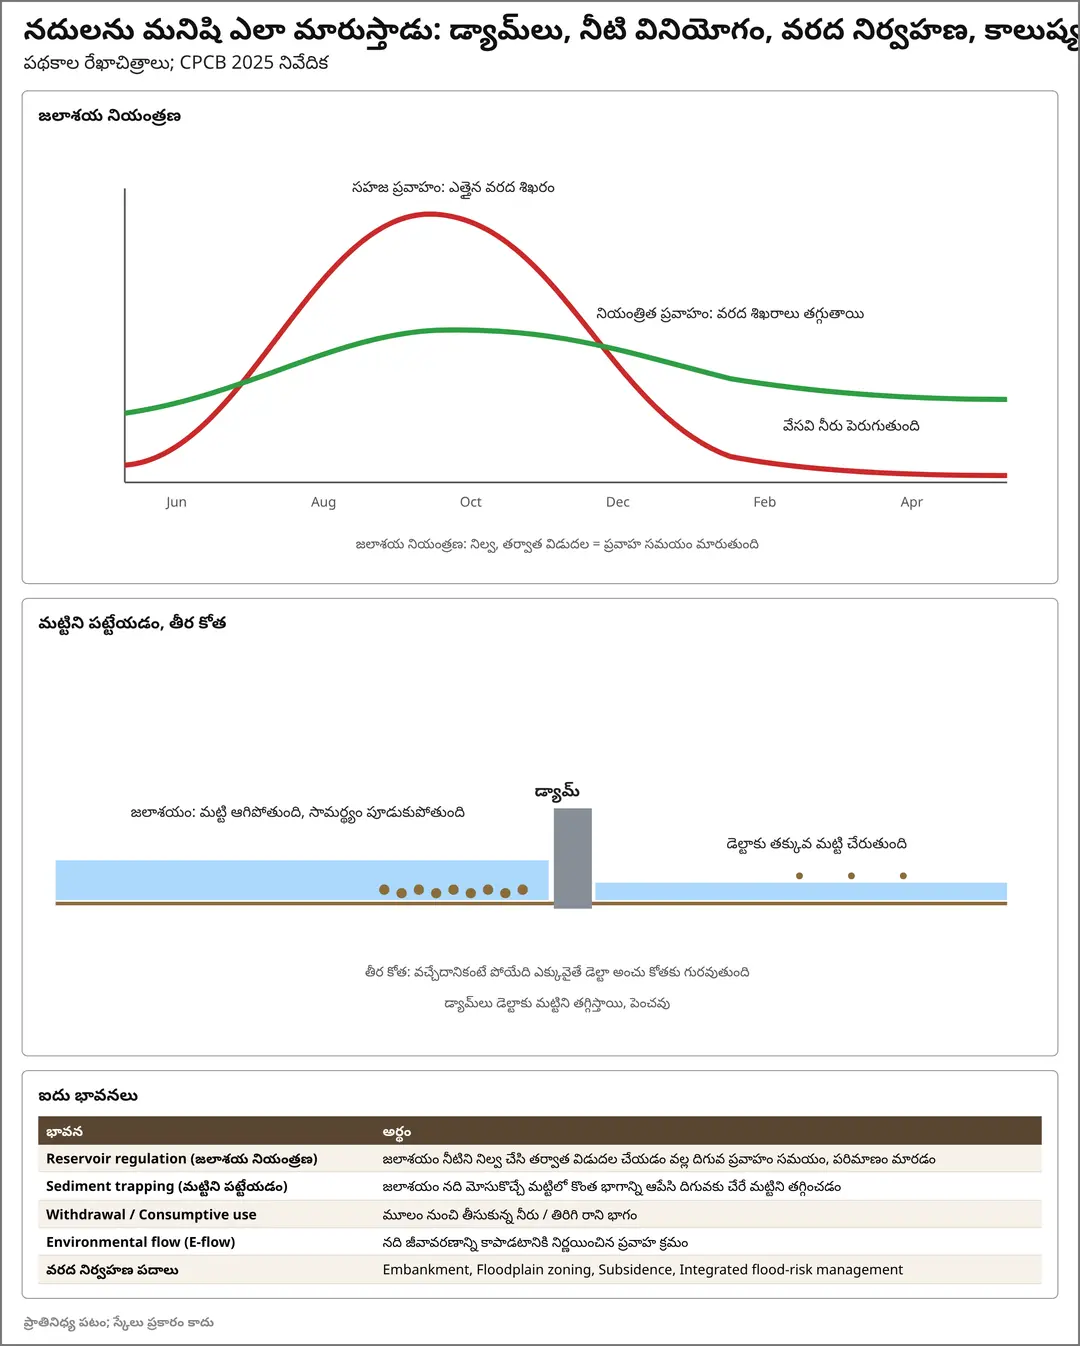 నదులను మనిషి ఎలా మారుస్తాడు: డ్యామ్‌లు, నీటి వినియోగం, వరద నిర్వహణ, కాలుష్య
పథకాల రేఖాచిత్రాలు; CPCB 2025 నివేదిక
జలాశయ నియంత్రణ
సహజ ప్రవాహం: ఎత్తైన వరద శిఖరం
నియంత్రిత ప్రవాహం: వరద శిఖరాలు తగ్గుతాయి
వేసవి నీరు పెరుగుతుంది
Jun Aug Oct Dec Feb Apr
జలాశయ నియంత్రణ: నిల్వ, తర్వాత విడుదల = ప్రవాహ సమయం మారుతుంది
మట్టిని పట్టేయడం, తీర కోత
డ్యామ్
జలాశయం: మట్టి ఆగిపోతుంది, సామర్థ్యం పూడుకుపోతుంది
డెల్టాకు తక్కువ మట్టి చేరుతుంది
తీర కోత: వచ్చేదానికంటే పోయేది ఎక్కువైతే డెల్టా అంచు కోతకు గురవుతుంది
డ్యామ్‌లు డెల్టాకు మట్టిని తగ్గిస్తాయి, పెంచవు
ఐదు భావనలు
భావన అర్థం
Reservoir regulation (జలాశయ నియంత్రణ) జలాశయం నీటిని నిల్వ చేసి తర్వాత విడుదల చేయడం వల్ల దిగువ ప్రవాహం సమయం, పరిమాణం మారడం
Sediment trapping (మట్టిని పట్టేయడం) జలాశయం నది మోసుకొచ్చే మట్టిలో కొంత భాగాన్ని ఆపేసి దిగువకు చేరే మట్టిని తగ్గించడం
Withdrawal / Consumptive use మూలం నుంచి తీసుకున్న నీరు / తిరిగి రాని భాగం
Environmental flow (E-flow) నది జీవావరణాన్ని కాపాడటానికి నిర్ణయించిన ప్రవాహ క్రమం
వరద నిర్వహణ పదాలు Embankment, Floodplain zoning, Subsidence, Integrated flood-risk management
ప్రాతినిధ్య పటం; స్కేలు ప్రకారం కాదు